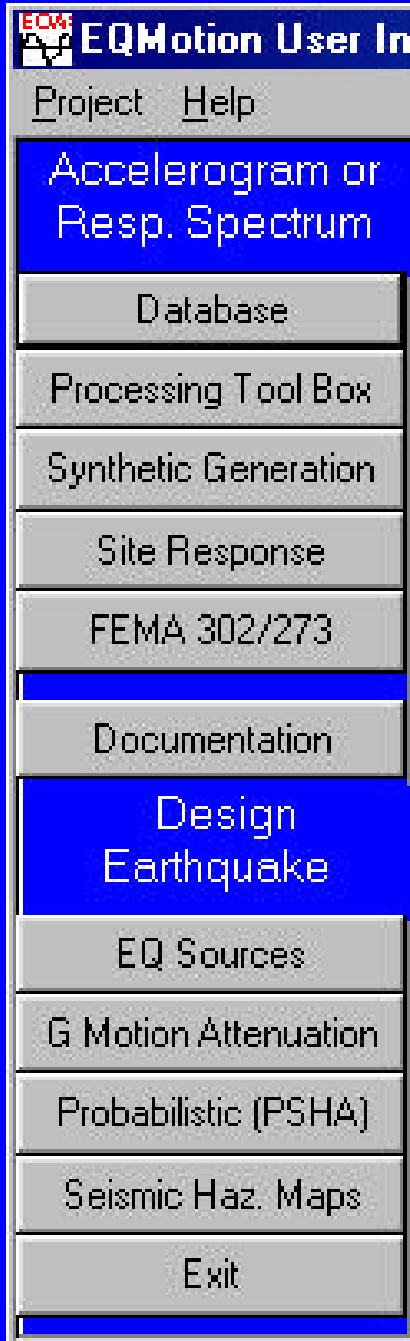 EQMotion User In
Project Help
Accelerogram or
Resp. Spectrum
Database
Processing Tool Box
Synthetic Generation
Site Response
FEMA 302/273
Documentation
Design
Earthquake
EQ Sources
G Motion Attenuation
Probabilistic (PSHA)
Seismic Haz. Maps
Exit